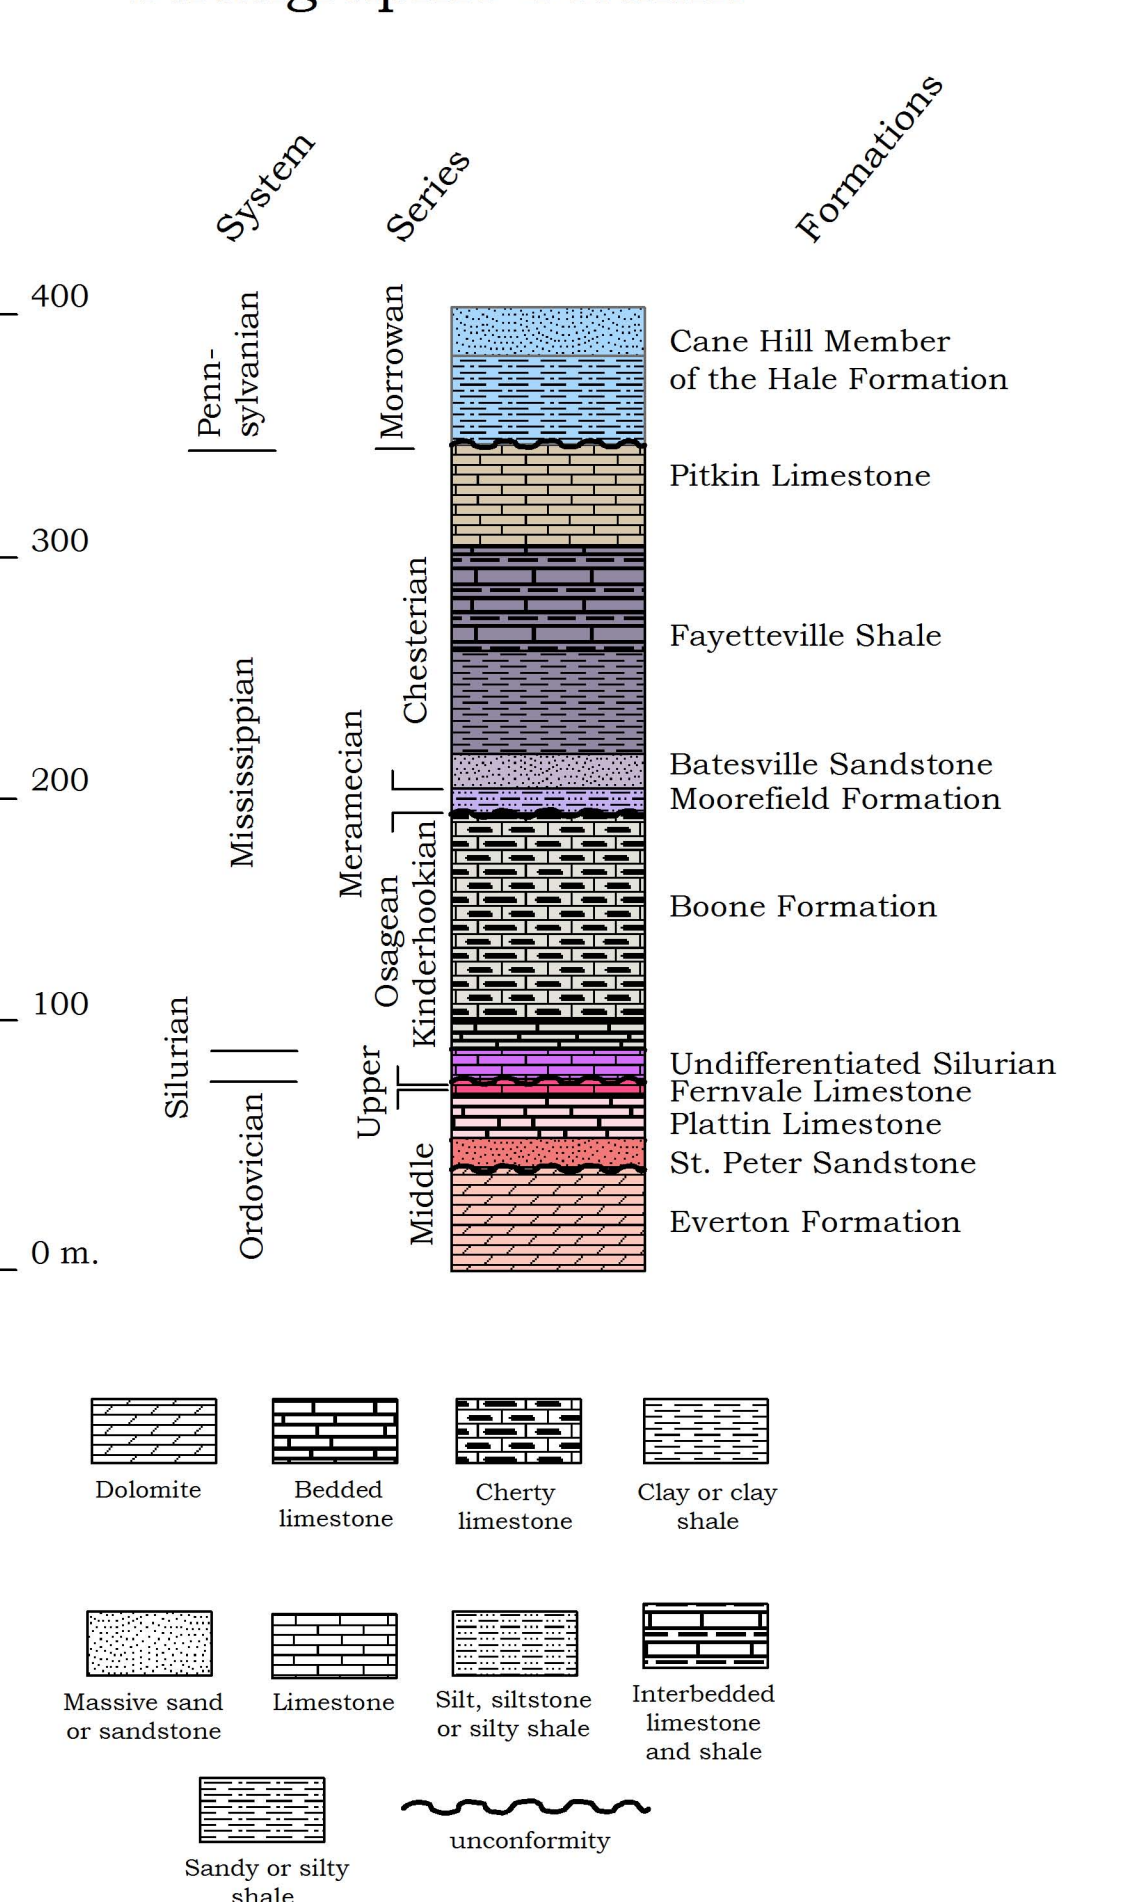 System
Series
Formations
400
300
200
100
0 m.
Penn-
sylvanian
Mississippian
Silurian
Ordovician
Morrowan
Chesterian
Meramecian
Osagean
Kinderhookian
Upper
Middle
Cane Hill Member
of the Hale Formation
Pitkin Limestone
Fayetteville Shale
Batesville Sandstone
Moorefield Formation
Boone Formation
Undifferentiated Silurian
Fernvale Limestone
Plattin Limestone
St. Peter Sandstone
Everton Formation
Dolomite
Bedded
limestone
Cherty
limestone
Clay or clay
shale
Massive sand
or sandstone
Limestone
Silt, siltstone
or silty shale
Interbedded
limestone
and shale
Sandy or silty
shale
unconformity